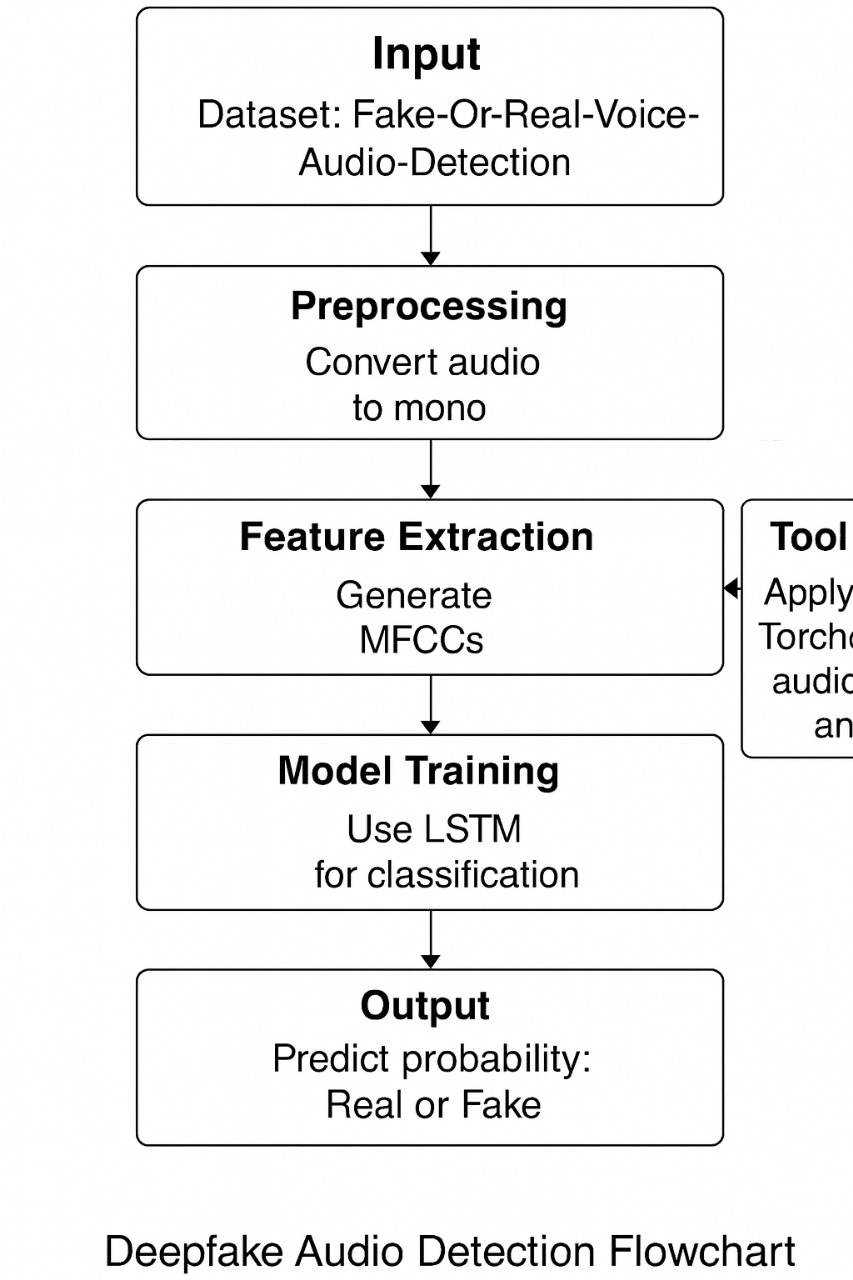 Input
Dataset: Fake-Or-Real-Voice-
Audio-Detection
Preprocessing
Convert audio
to mono
Feature Extraction
Generate
MFCCs
Tool
Apply
Model Training
Use LSTM
for classification
Output
Predict probability:
Real or Fake
Deepfake Audio Detection Flowchart